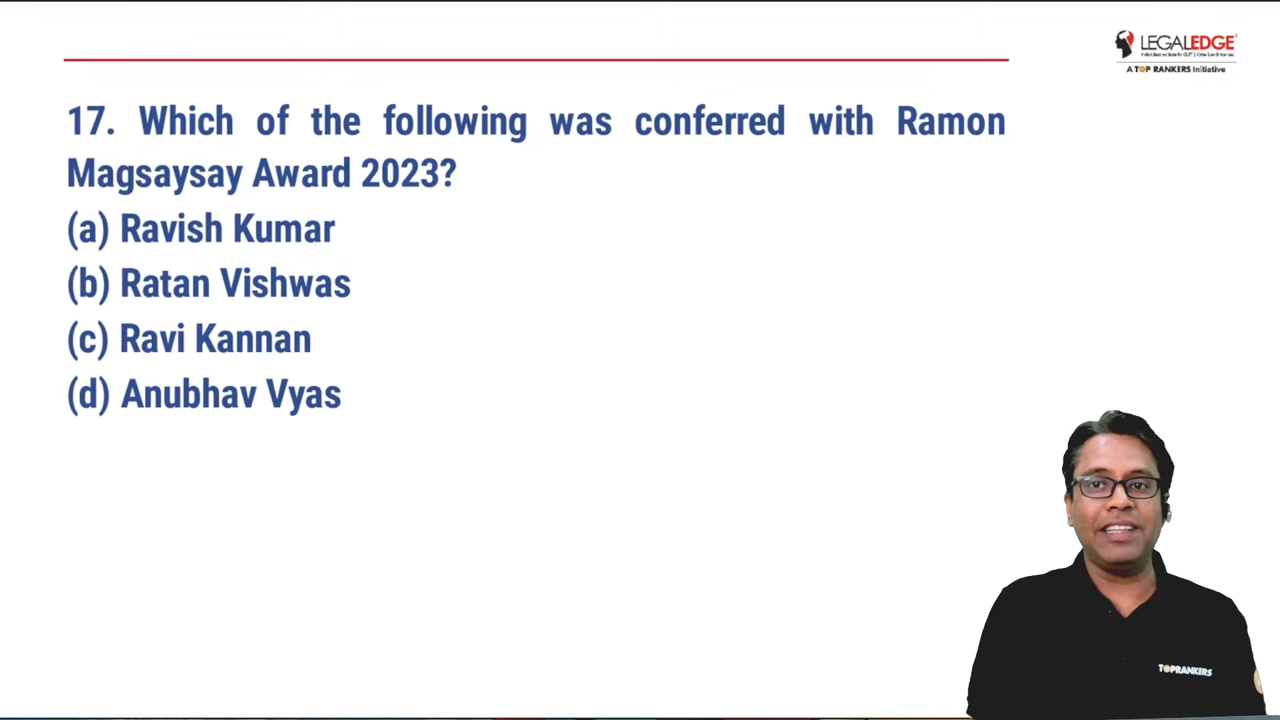 LEGALEDGE
A TOP RANKERS Initiative
17. Which of the following was conferred with Ramon
Magsaysay Award 2023?
(a) Ravish Kumar
(b) Ratan Vishwas
(c) Ravi Kannan
(d) Anubhav Vyas
TOPRANKERS